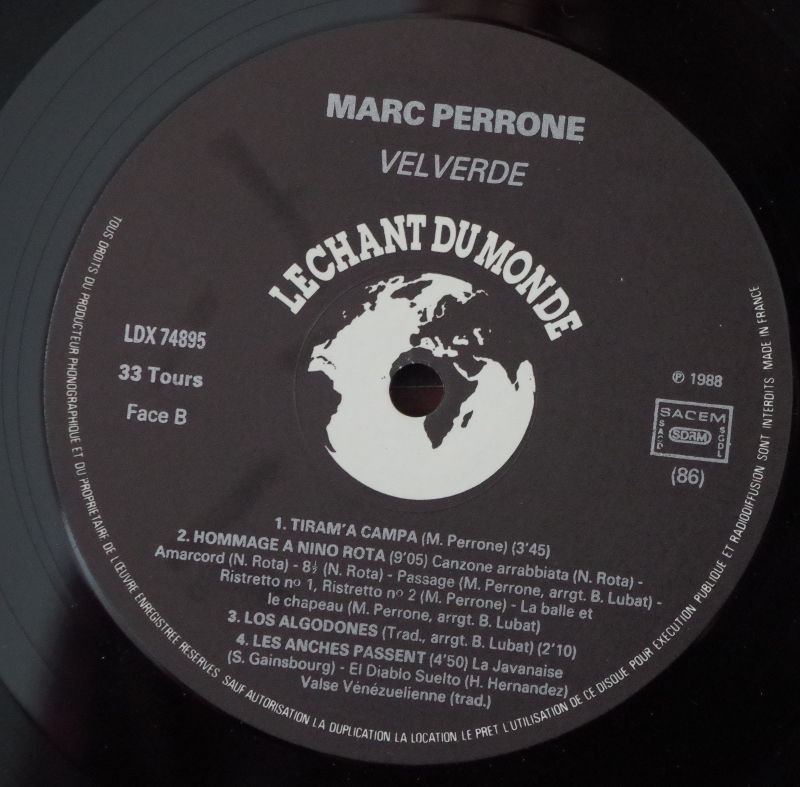 MARC PERRONE
VELVERDE
LE CHANT DU MONDE
LDX 74895
33 Tours
Face B
℗ 1988
SACEM
SACD
SDRM
SGDL
(86)
1. TIRAM'A CAMPA (M. Perrone) (3'45)
2. HOMMAGE A NINO ROTA (9'05) Canzone arrabbiata (N. Rota) -
Amarcord (N. Rota) - 8½ (N. Rota) - Passage (M. Perrone, arrgt. B. Lubat) -
Ristretto nº 1, Ristretto nº 2 (M. Perrone) - La balle et
le chapeau (M. Perrone, arrgt. B. Lubat)
3. LOS ALGODONES (Trad., arrgt. B. Lubat) (2'10)
4. LES ANCHES PASSENT (4'50) La Javanaise
(S. Gainsbourg) - El Diablo Suelto (H. Hernandez)
Valse Vénézuelienne (trad.)
TOUS DROITS DU PRODUCTEUR PHONOGRAPHIQUE ET DU PROPRIETAIRE DE L'ŒUVRE ENREGISTREE RESERVES SAUF AUTORISATION LA DUPLICATION LA LOCATION LE PRET L'UTILISATION DE CE DISQUE POUR EXECUTION PUBLIQUE ET RADIODIFFUSION SONT INTERDITS MADE IN FRANCE